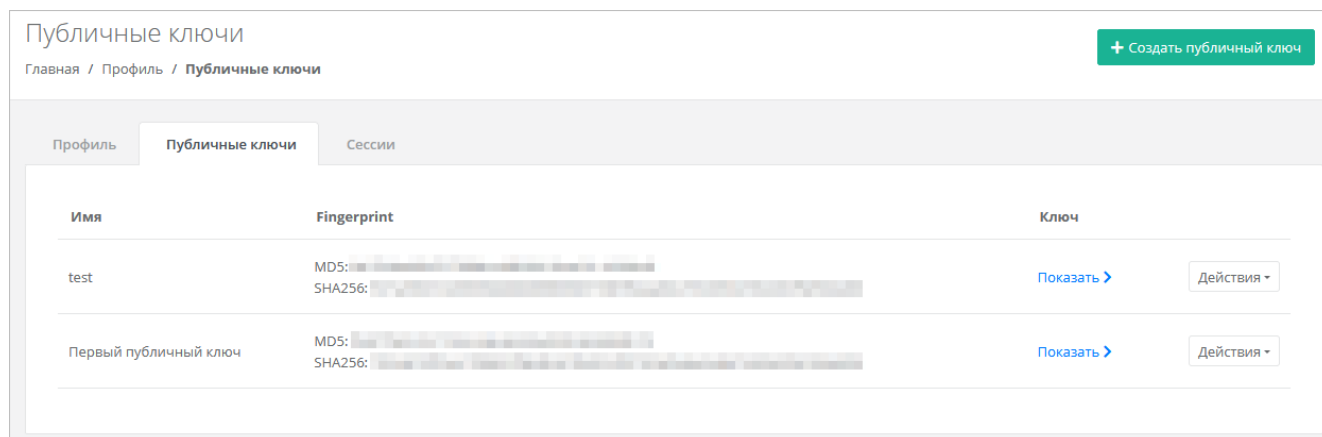 Публичные ключи
+ Создать публичный ключ
Главная / Профиль / Публичные ключи
Профиль Публичные ключи Сессии
Имя Fingerprint Ключ
MD5:
test Показать Действия
SHA256:
MD5:
Первый публичный ключ Показать Действия
SHA256: